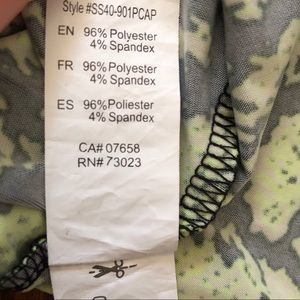 Style #SS40-901PCAP
EN 96% Polyester
4% Spandex
FR 96% Polyester
4% Spandex
ES 96% Poliester
4% Spandex
CA# 07658
RN# 73023